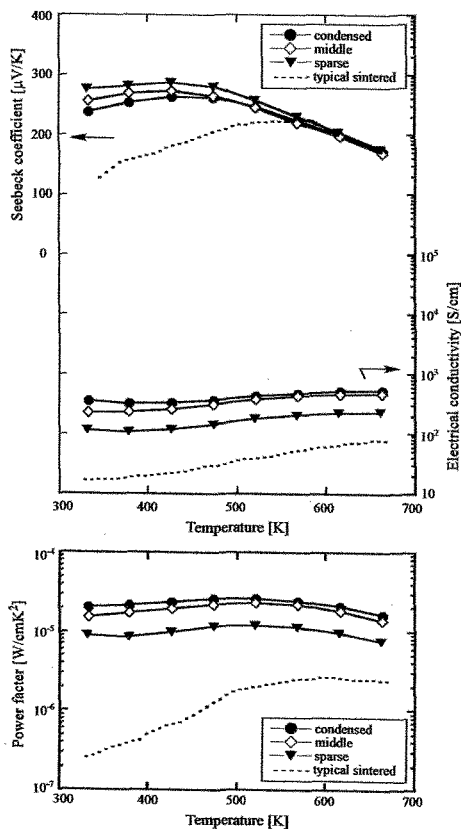 400
300
200
100
0
Seebeck coefficient [μV/K]
condensed
middle
sparse
typical sintered
10⁵
10⁴
10³
10²
10
Electrical conductivity [S/cm]
300 400 500 600 700
Temperature [K]
10⁻⁴
10⁻⁵
10⁻⁶
10⁻⁷
Power facter [W/cmK²]
condensed
middle
sparse
typical sintered
300 400 500 600 700
Temperature [K]